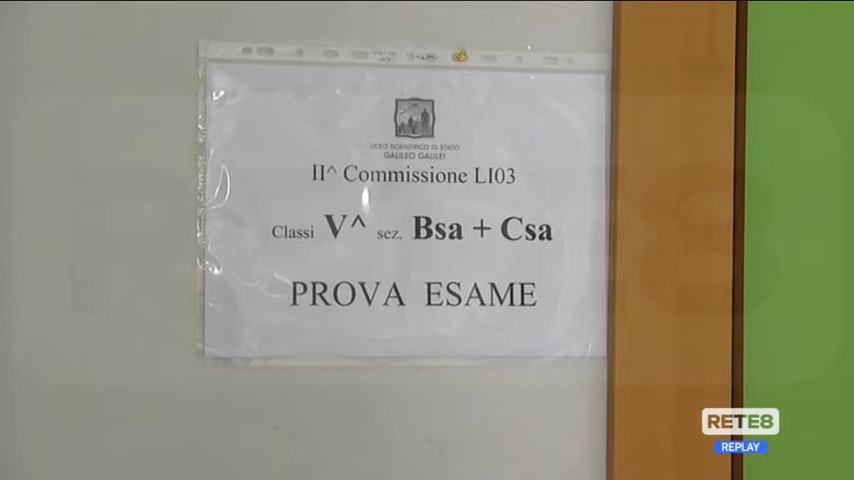 LICEO SCIENTIFICO DI STATO
GALILEO GALILEI
II^ Commissione LI03
Classi V^ sez. Bsa + Csa
PROVA ESAME
RETE8
REPLAY